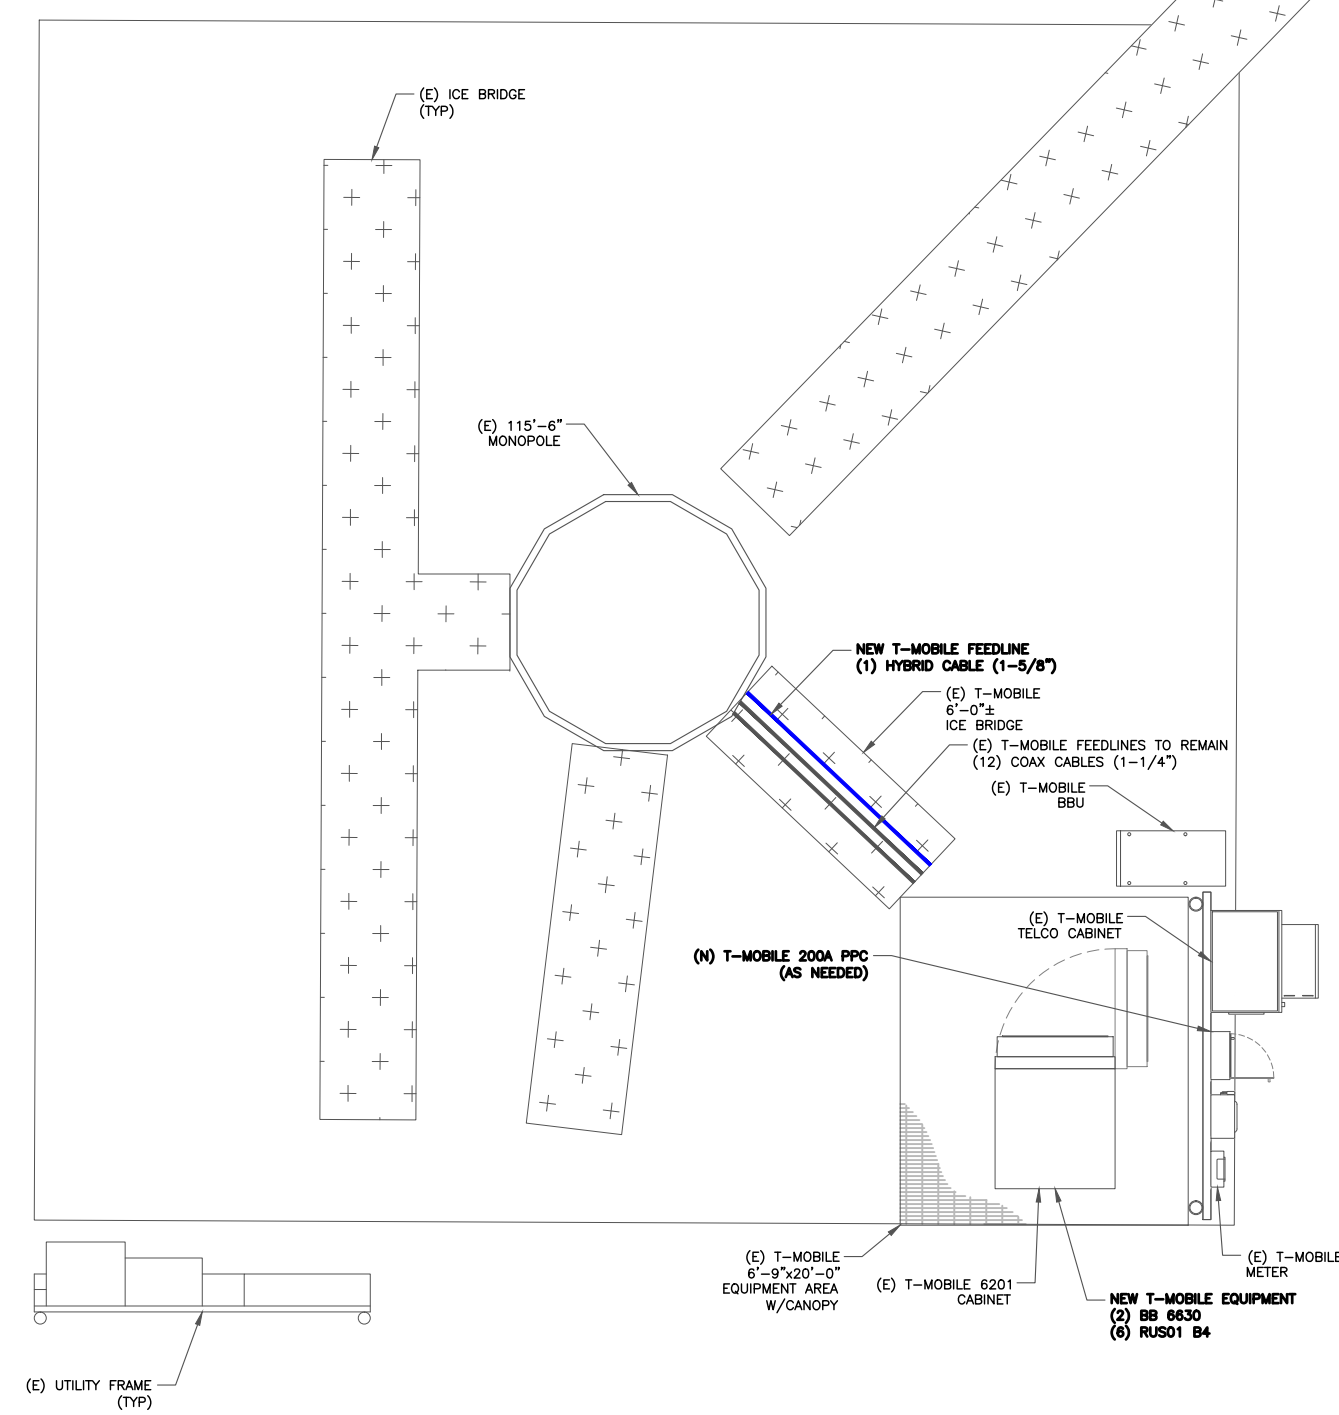 (E) ICE BRIDGE
(TYP)
(E) 115'-6"
MONOPOLE
NEW T-MOBILE FEEDLINE
(1) HYBRID CABLE (1-5/8")
(E) T-MOBILE
6'-0"±
ICE BRIDGE
(E) T-MOBILE FEEDLINES TO REMAIN
(12) COAX CABLES (1-1/4")
(E) T-MOBILE
BBU
(E) T-MOBILE
TELCO CABINET
(N) T-MOBILE 200A PPC
(AS NEEDED)
(E) T-MOBILE
6'-9"x20'-0"
EQUIPMENT AREA
W/CANOPY
(E) T-MOBILE 6201
CABINET
(E) T-MOBILE
METER
NEW T-MOBILE EQUIPMENT
(2) BB 6630
(6) RUS01 B4
(E) UTILITY FRAME
(TYP)